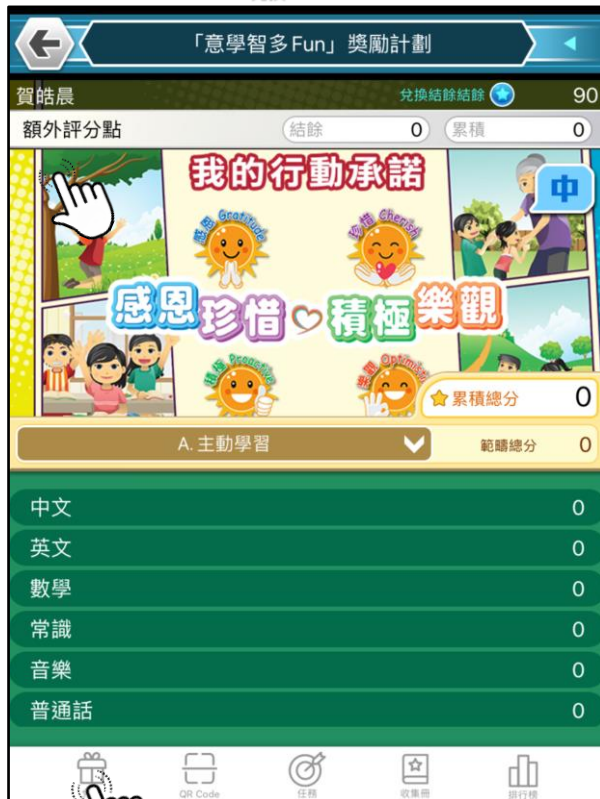 「意學智多Fun」獎勵計劃
賀皓晨 兌換結餘結餘 90
額外評分點 結餘 0 累積 0
我的行動承諾
中
感恩 Gratitude 珍惜 Cherish
感恩珍惜積極樂觀
積極 Proactive 樂觀 Optimis
累積總分 0
A. 主動學習 範疇總分 0
中文 0
英文 0
數學 0
常識 0
音樂 0
普通話 0
QR Code 任務 收集冊 排行榜